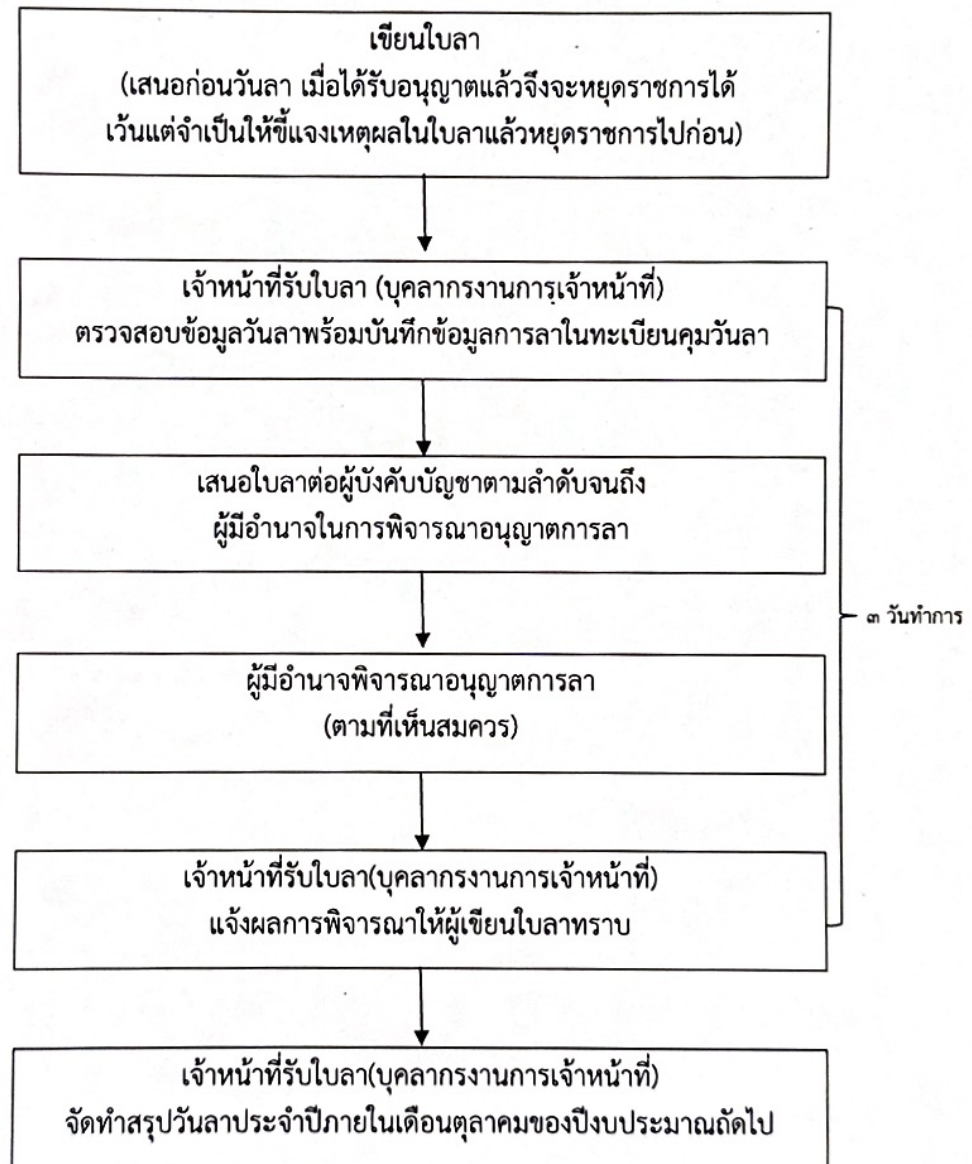 เขียนใบลา
(เสนอก่อนวันลา เมื่อได้รับอนุญาตแล้วจึงจะหยุดราชการได้
เว้นแต่จำเป็นให้ชี้แจงเหตุผลในใบลาแล้วหยุดราชการไปก่อน)
เจ้าหน้าที่รับใบลา (บุคลากรงานการเจ้าหน้าที่)
ตรวจสอบข้อมูลวันลาพร้อมบันทึกข้อมูลการลาในทะเบียนคุมวันลา
เสนอใบลาต่อผู้บังคับบัญชาตามลำดับจนถึง
ผู้มีอำนาจในการพิจารณาอนุญาตการลา
๓ วันทำการ
ผู้มีอำนาจพิจารณาอนุญาตการลา
(ตามที่เห็นสมควร)
เจ้าหน้าที่รับใบลา(บุคลากรงานการเจ้าหน้าที่)
แจ้งผลการพิจารณาให้ผู้เขียนใบลาทราบ
เจ้าหน้าที่รับใบลา(บุคลากรงานการเจ้าหน้าที่)
จัดทำสรุปวันลาประจำปีภายในเดือนตุลาคมของปีงบประมาณถัดไป